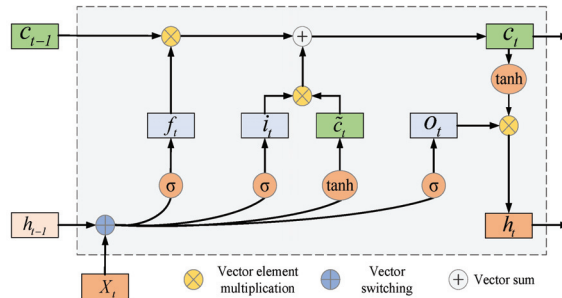 C_{t-1}
C_t
tanh
f_t
i_t
c̃_t
O_t
σ
σ
tanh
σ
h_{t-1}
h_t
X_t
Vector element
multiplication
Vector
switching
Vector sum